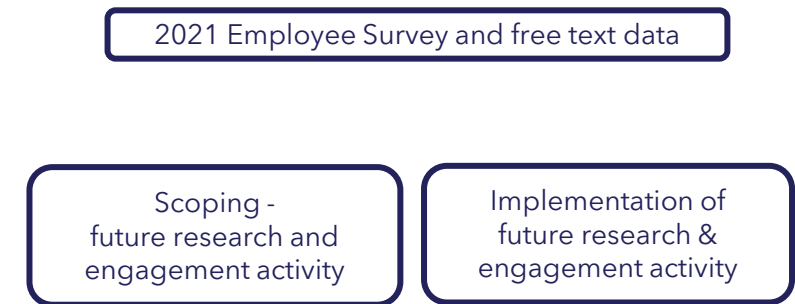 2021 Employee Survey and free text data
Scoping -
future research and
engagement activity
Implementation of
future research &
engagement activity